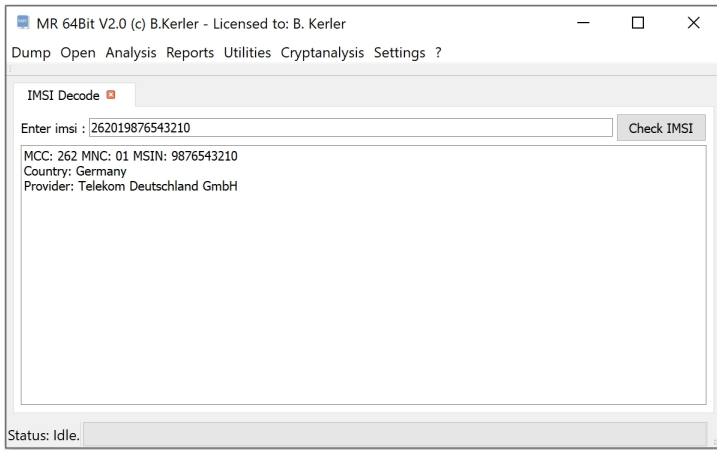 MR 64Bit V2.0 (c) B.Kerler - Licensed to: B. Kerler
Dump Open Analysis Reports Utilities Cryptanalysis Settings ?
IMSI Decode
Enter imsi : 262019876543210 Check IMSI
MCC: 262 MNC: 01 MSIN: 9876543210
Country: Germany
Provider: Telekom Deutschland GmbH
Status: Idle.